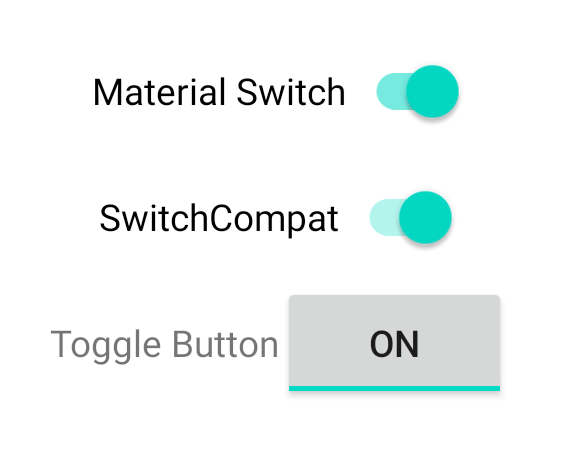 Material Switch
SwitchCompat
Toggle Button ON